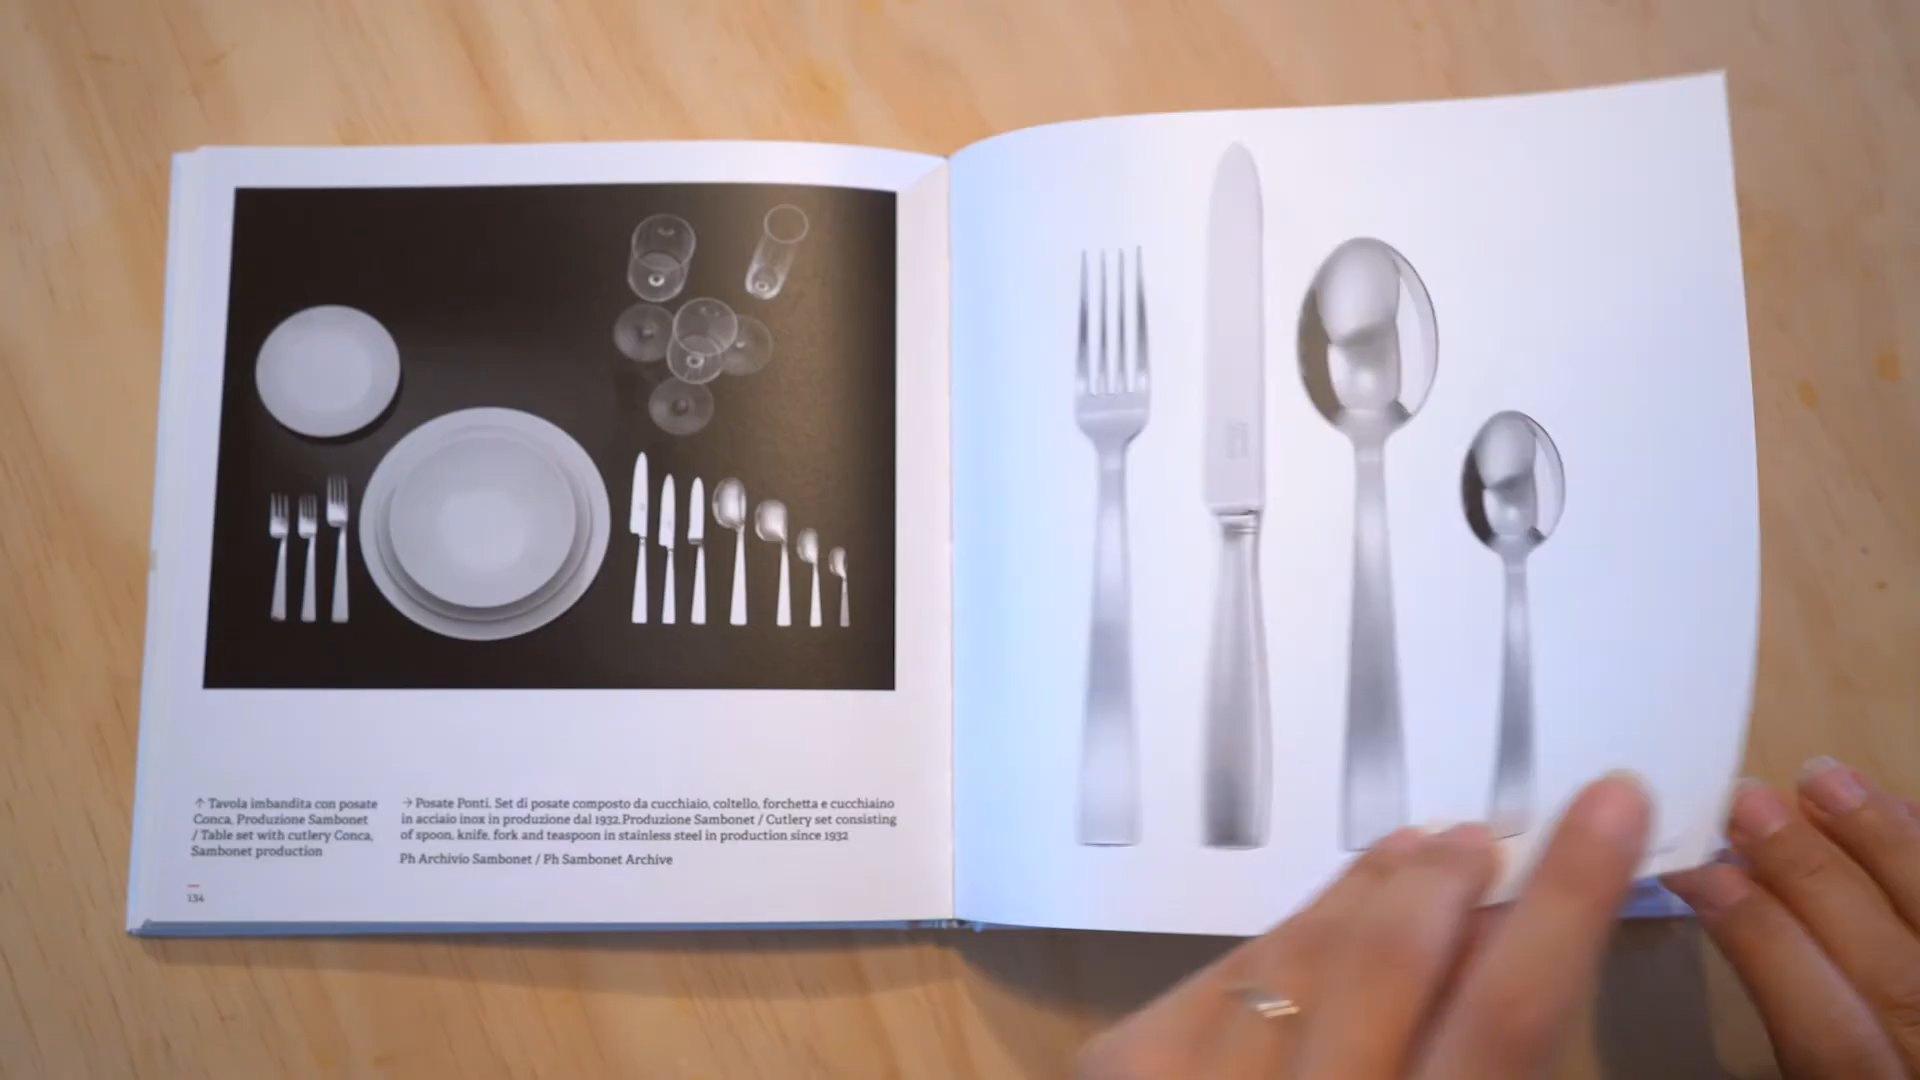 ↑ Tavola imbandita con posate
Conca, Produzione Sambonet
/ Table set with cutlery Conca,
Sambonet production
→ Posate Ponti. Set di posate composto da cucchiaio, coltello, forchetta e cucchiaino
in acciaio inox in produzione dal 1932.Produzione Sambonet / Cutlery set consisting
of spoon, knife, fork and teaspoon in stainless steel in production since 1932
Ph Archivio Sambonet / Ph Sambonet Archive
134